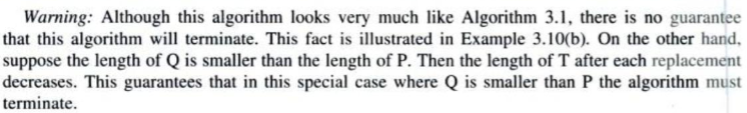 Warning: Although this algorithm looks very much like Algorithm 3.1, there is no guarantee
that this algorithm will terminate. This fact is illustrated in Example 3.10(b). On the other hand,
suppose the length of Q is smaller than the length of P. Then the length of T after each replacement
decreases. This guarantees that in this special case where Q is smaller than P the algorithm must
terminate.